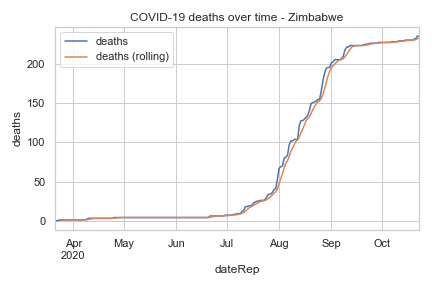 COVID-19 deaths over time - Zimbabwe
deaths
deaths (rolling)
200
150
100
50
0
deaths
Apr May Jun Jul Aug Sep Oct
2020
dateRep